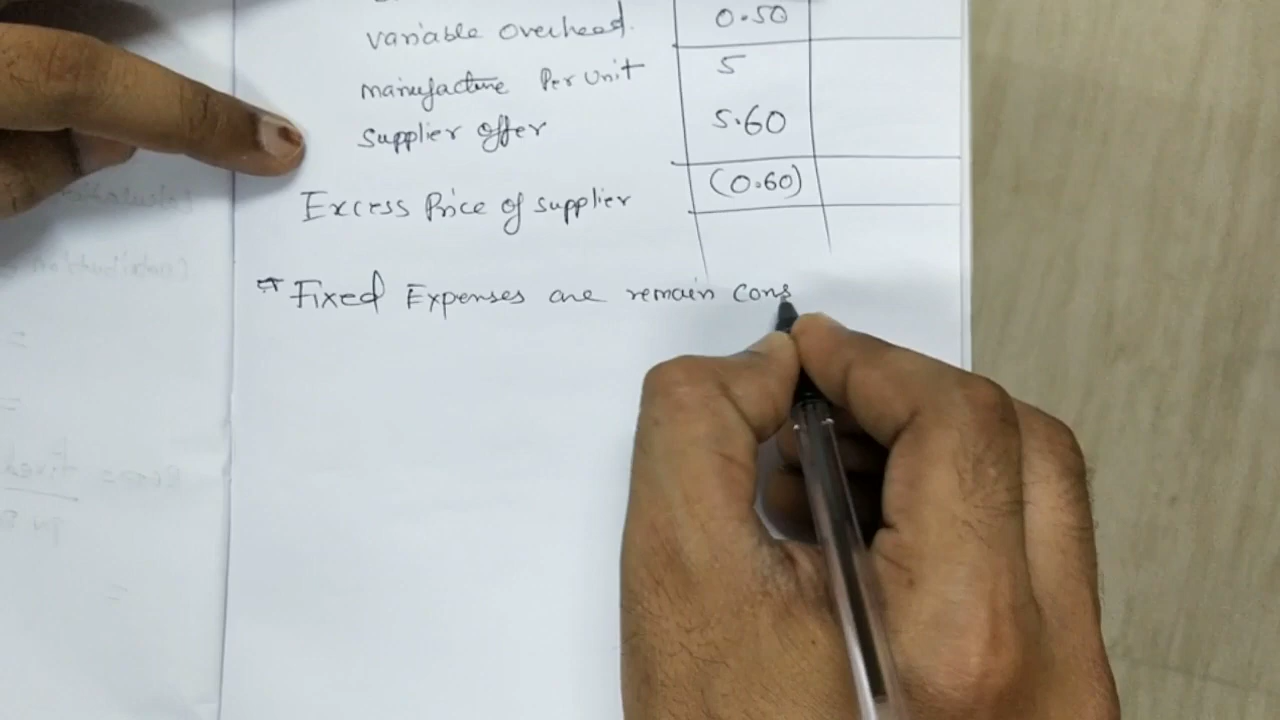 variable overhead. 0.50
manufacture Per Unit 5
supplier offer 5.60
Excess Price of supplier (0.60)
Fixed Expenses are remain cons